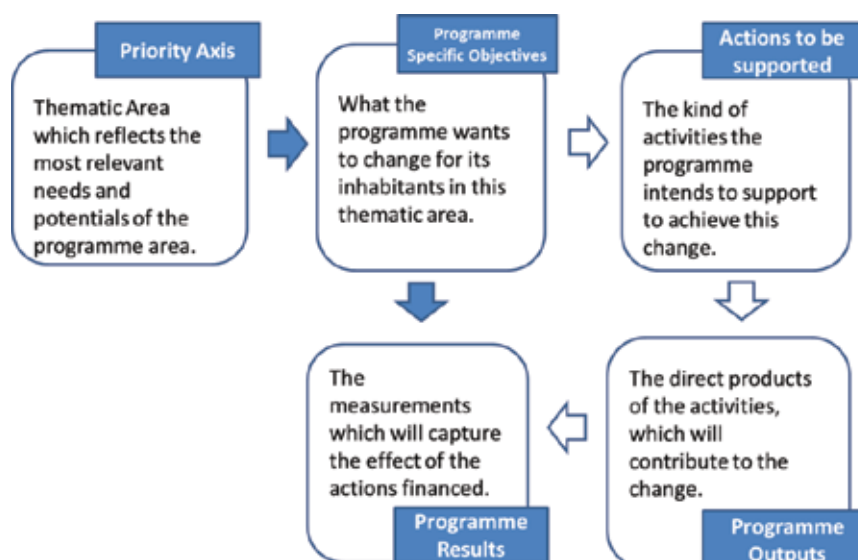 Priority Axis
Thematic Area
which reflects the
most relevant
needs and
potentials of the
programme area.
Programme
Specific Objectives
What the
programme wants
to change for its
inhabitants in this
thematic area.
Actions to be
supported
The kind of
activities the
programme
intends to support
to achieve this
change.
The
measurements
which will capture
the effect of the
actions financed.
Programme
Results
The direct products
of the activities,
which will
contribute to the
change.
Programme
Outputs